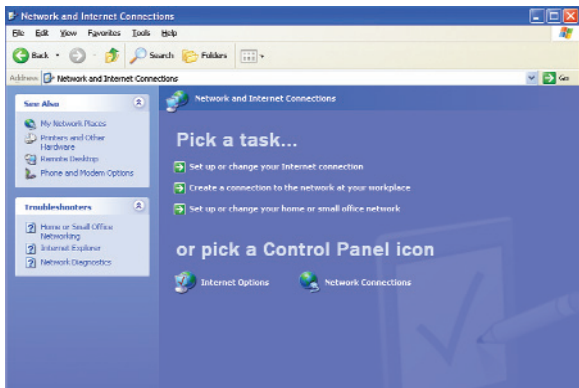 Network and Internet Connections
File Edit View Favorites Tools Help
Back Search Folders
Address Network and Internet Connections Go
See Also
My Network Places
Printers and Other
Hardware
Remote Desktop
Phone and Modem Options
Troubleshooters
Home or Small Office
Networking
Internet Explorer
Network Diagnostics
Network and Internet Connections
Pick a task...
Set up or change your Internet connection
Create a connection to the network at your workplace
Set up or change your home or small office network
or pick a Control Panel icon
Internet Options Network Connections